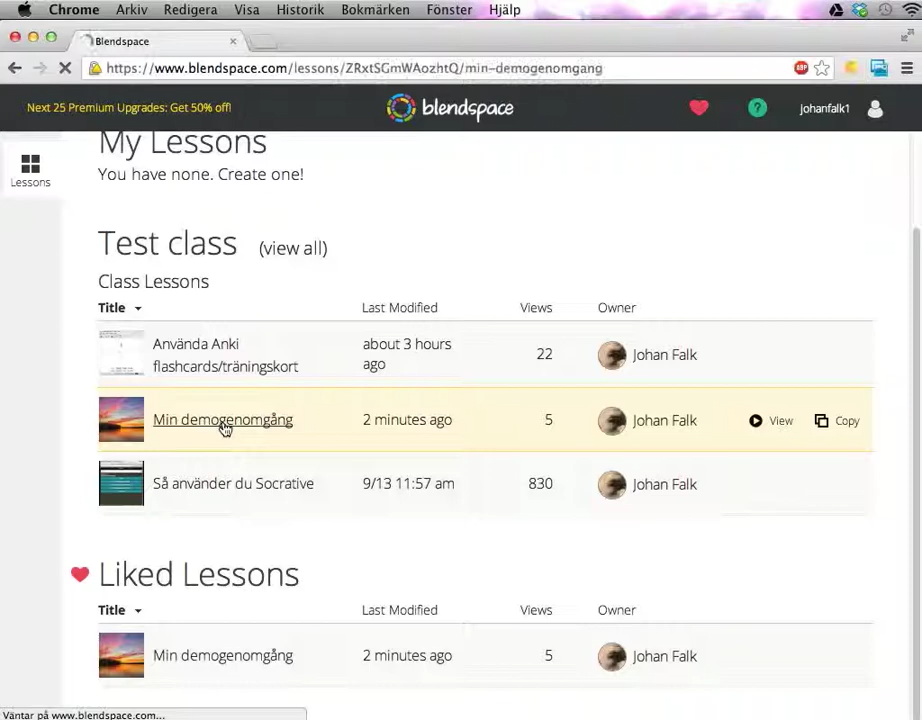 Chrome Arkiv Redigera Visa Historik Bokmärken Fönster Hjälp
Blendspace
https://www.blendspace.com/lessons/ZRxtSGmWAozhtQ/min-demogenomgang
ABP
Next 25 Premium Upgrades: Get 50% off!
blendspace
?
johanfalk1
Lessons
My Lessons
You have none. Create one!
Test class (view all)
Class Lessons
Title Last Modified Views Owner
Använda Anki flashcards/träningskort about 3 hours ago 22 Johan Falk
Min demogenomgång 2 minutes ago 5 Johan Falk View Copy
Så använder du Socrative 9/13 11:57 am 830 Johan Falk
Liked Lessons
Title Last Modified Views Owner
Min demogenomgång 2 minutes ago 5 Johan Falk
Väntar på www.blendspace.com...